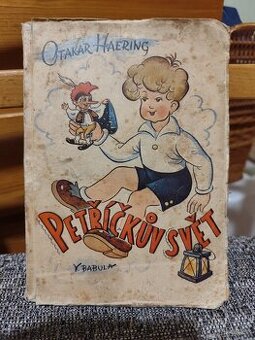 OTAKAR HAERING
PETŘÍČKŮV SVĚT
V BABULA